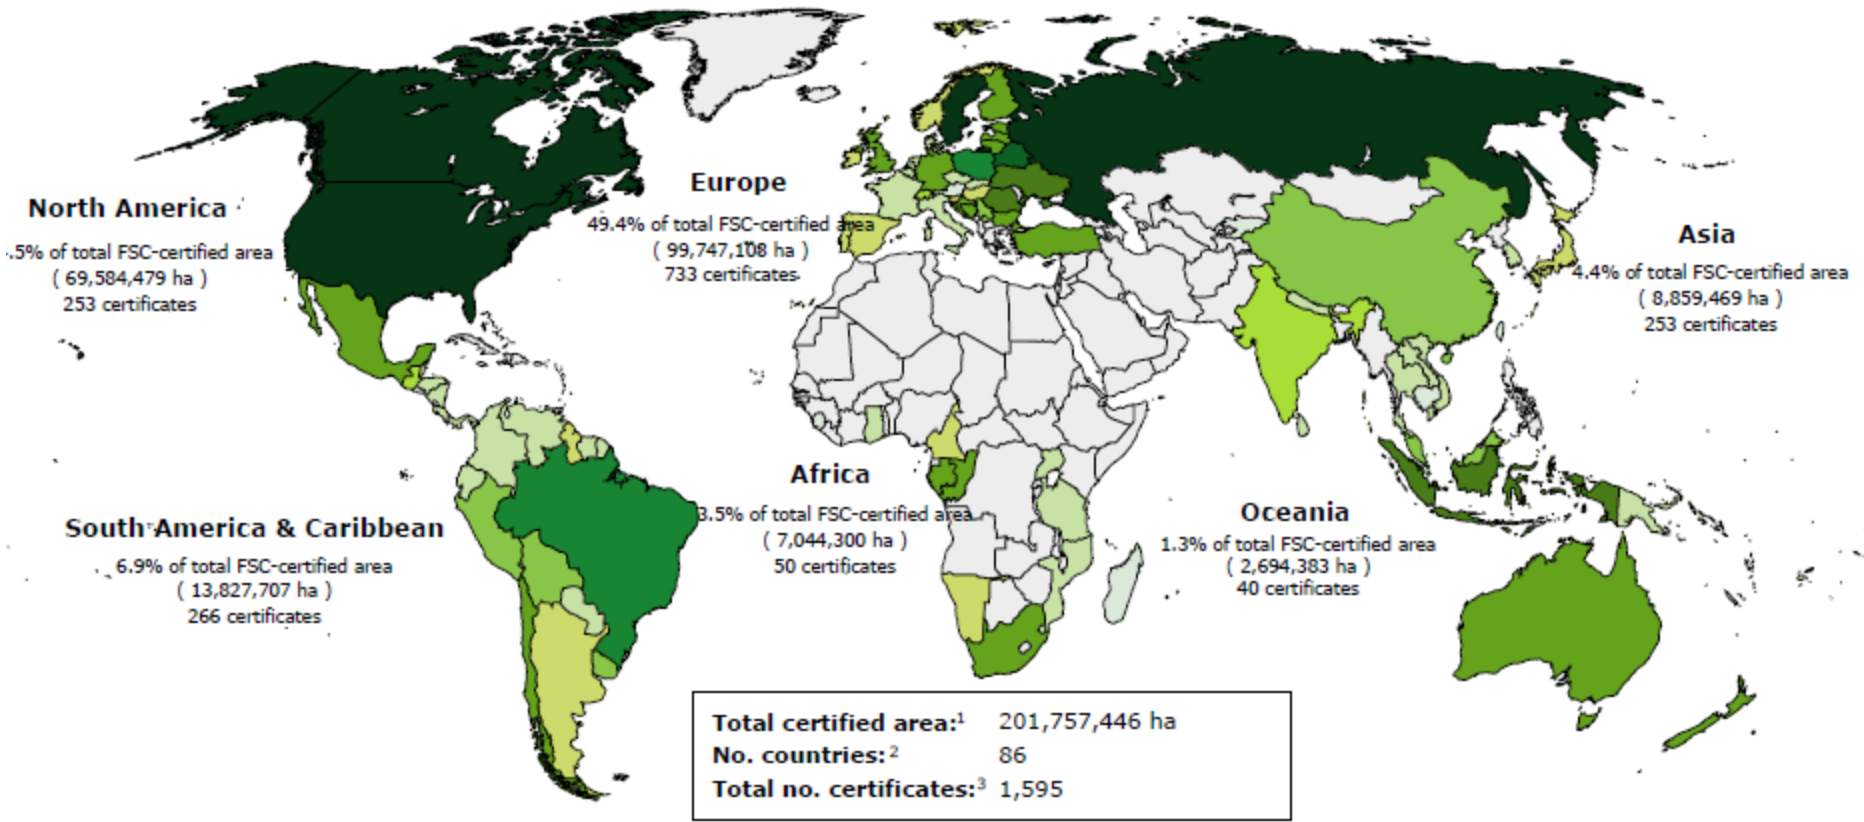 North America
.5% of total FSC-certified area
( 69,584,479 ha )
253 certificates
Europe
49.4% of total FSC-certified area
( 99,747,108 ha )
733 certificates
Asia
4.4% of total FSC-certified area
( 8,859,469 ha )
253 certificates
South America & Caribbean
6.9% of total FSC-certified area
( 13,827,707 ha )
266 certificates
Africa
3.5% of total FSC-certified area
( 7,044,300 ha )
50 certificates
Oceania
1.3% of total FSC-certified area
( 2,694,383 ha )
40 certificates
Total certified area:¹ 201,757,446 ha
No. countries:² 86
Total no. certificates:³ 1,595